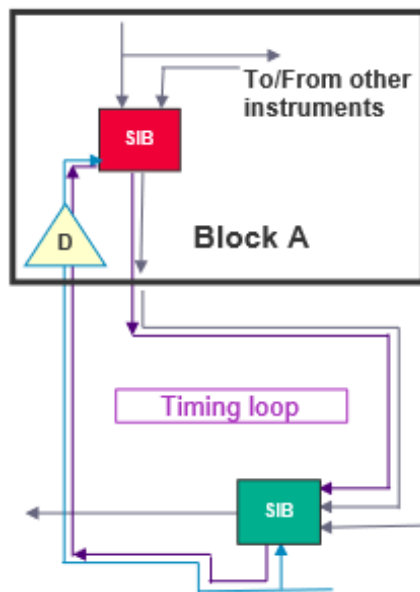 To/From other
instruments
SIB
D
Block A
Timing loop
SIB